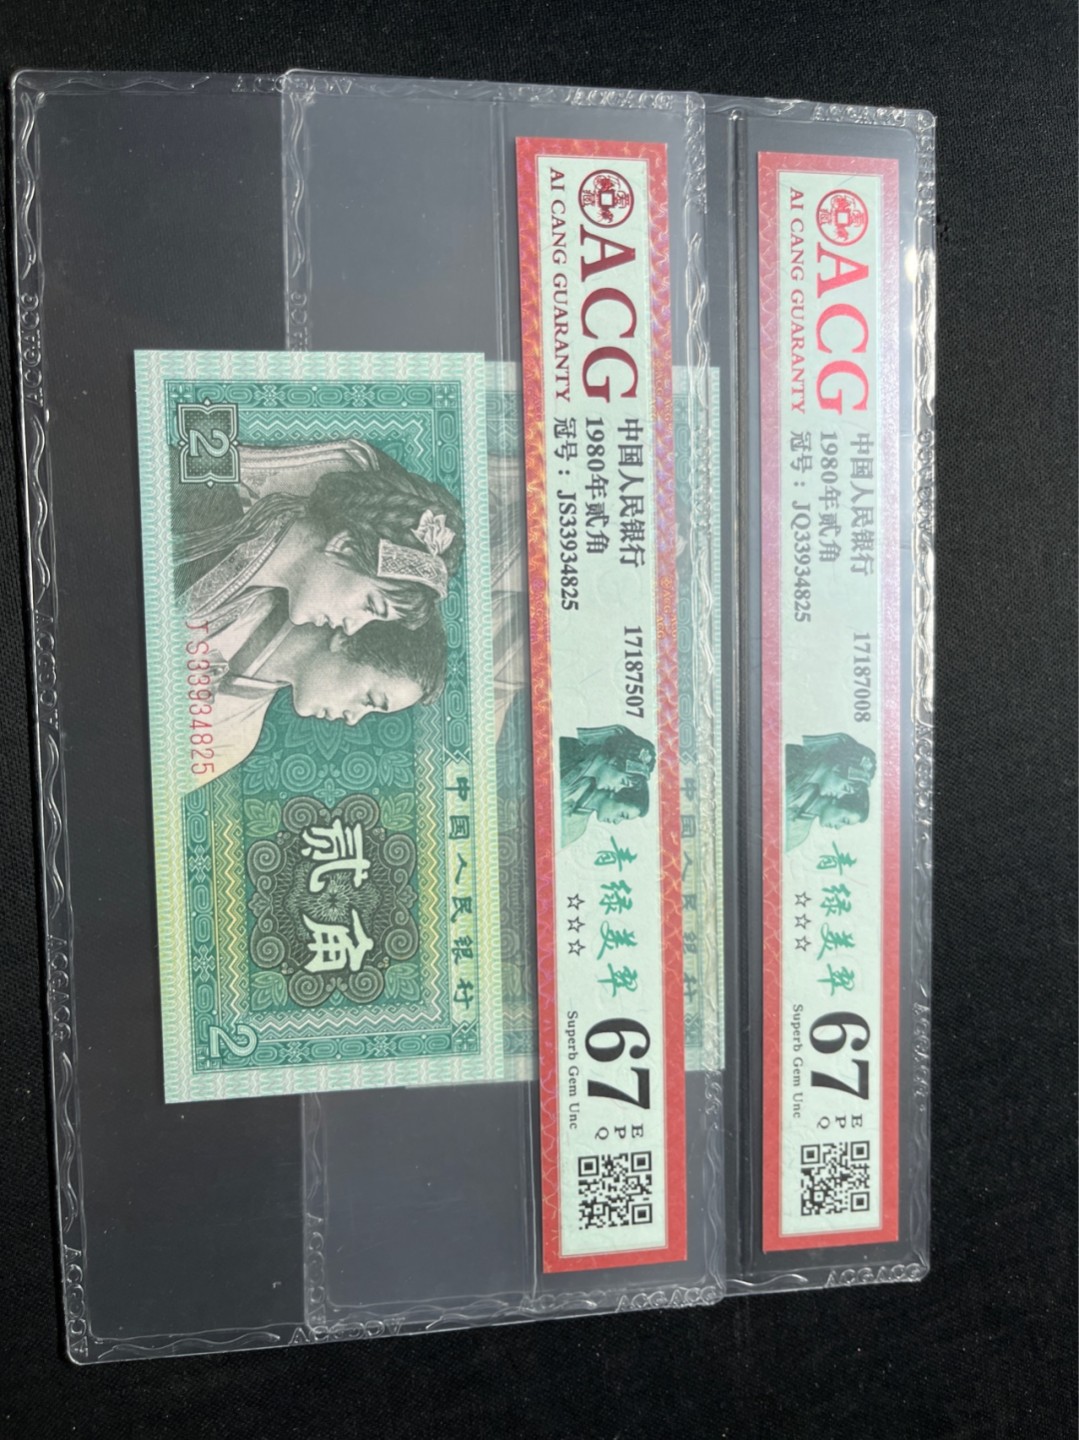 ACG
AI CANG GUARANTY
中国人民银行
1980年贰角
冠号：JQ33934825
17187008
青绿美翠
☆☆☆
67
EPQ
Superb Gem Unc
ACG
AI CANG GUARANTY
中国人民银行
1980年贰角
冠号：JS33934825
17187507
青绿美翠
☆☆☆
67
EPQ
Superb Gem Unc
中国人民银行
中国人民银行
贰角
2
2
JS33934825